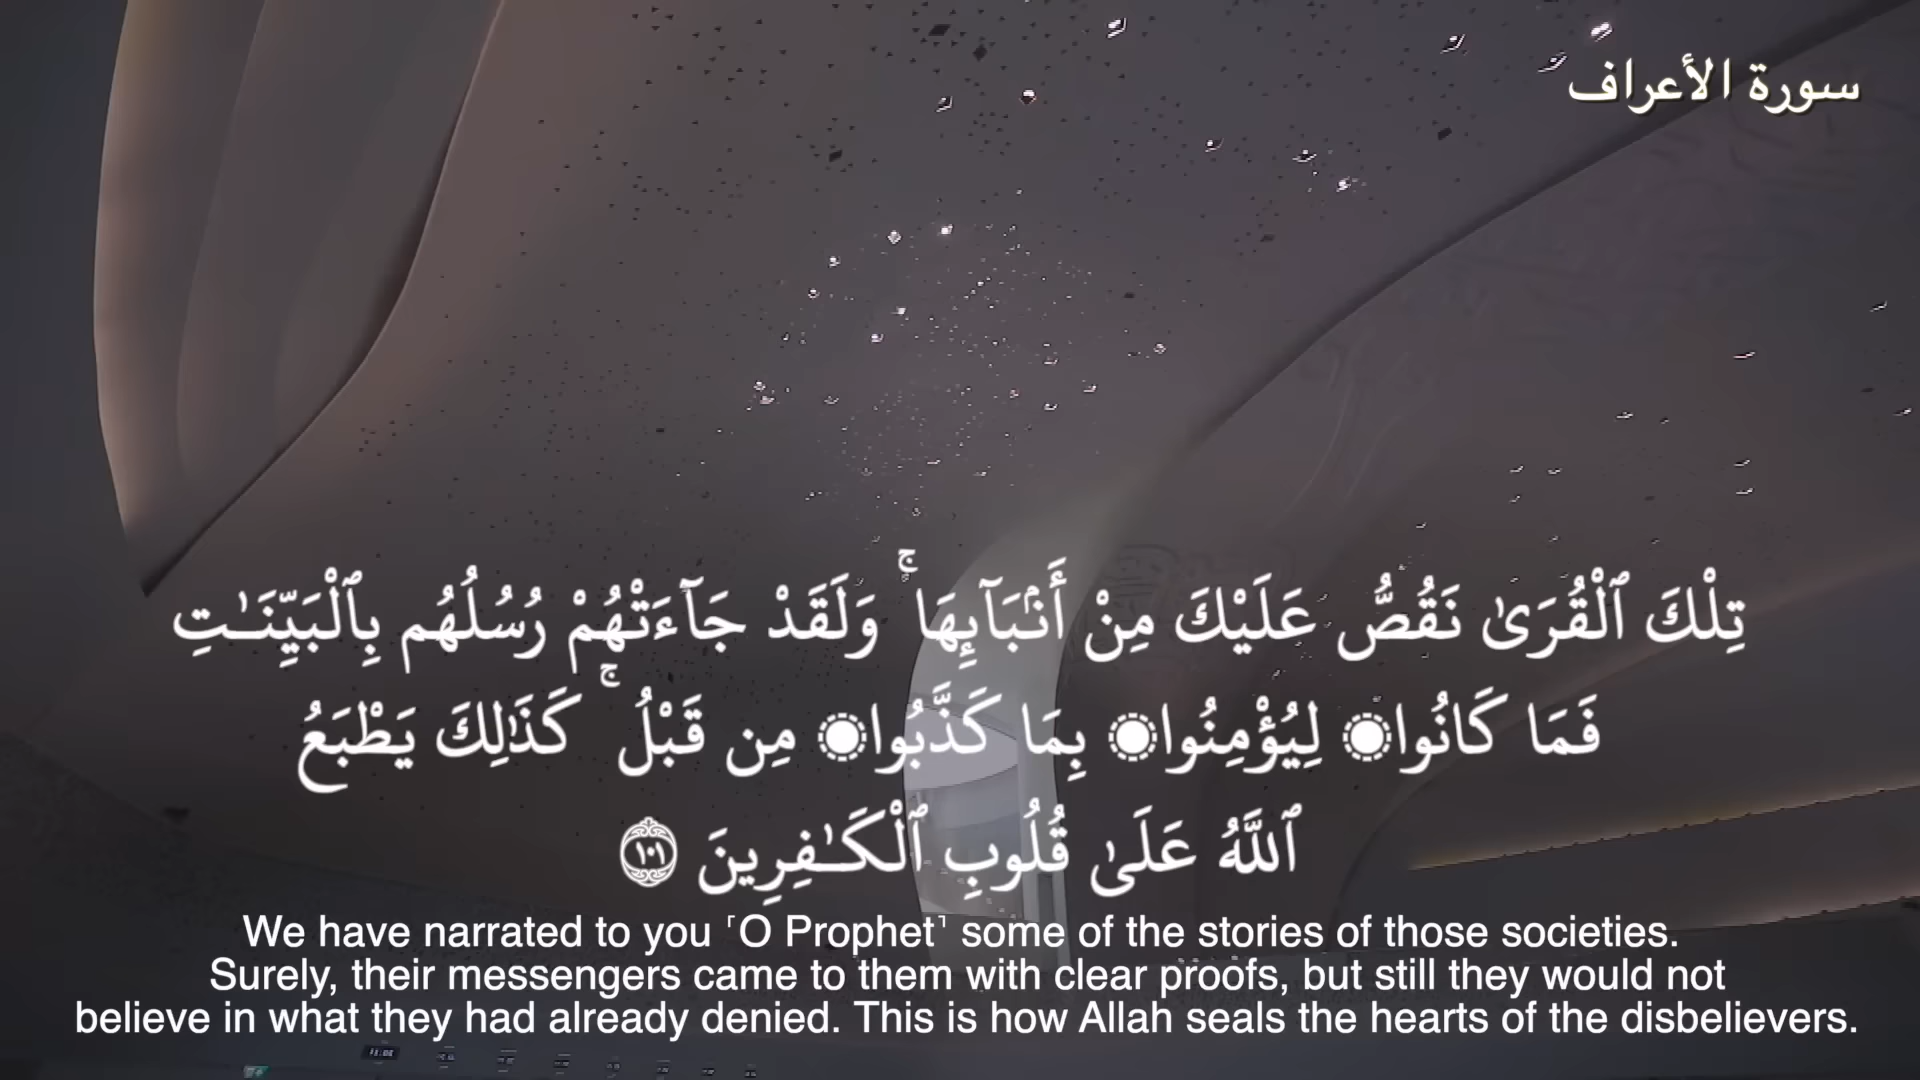 سورة الأعراف
تِلْكَ ٱلْقُرَىٰ نَقُصُّ عَلَيْكَ مِنْ أَنۢبَآئِهَا ۚ وَلَقَدْ جَآءَتْهُمْ رُسُلُهُم بِٱلْبَيِّنَـٰتِ
فَمَا كَانُوا۟ لِيُؤْمِنُوا۟ بِمَا كَذَّبُوا۟ مِن قَبْلُ ۚ كَذَٰلِكَ يَطْبَعُ
ٱللَّهُ عَلَىٰ قُلُوبِ ٱلْكَـٰفِرِينَ ١٠١
We have narrated to you ˹O Prophet˺ some of the stories of those societies.
Surely, their messengers came to them with clear proofs, but still they would not
believe in what they had already denied. This is how Allah seals the hearts of the disbelievers.